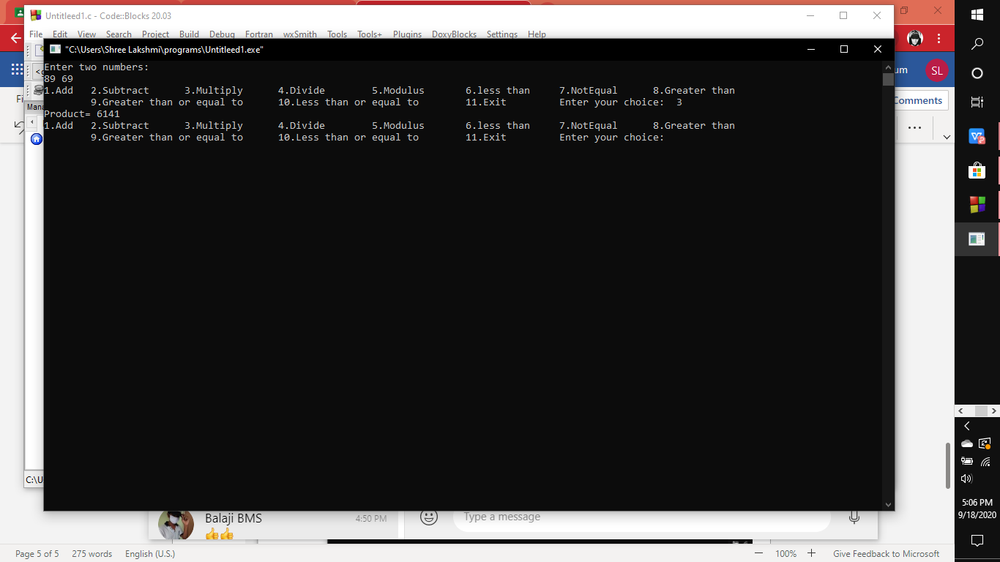 Untitleed1.c - Code::Blocks 20.03
File Edit View Search Project Build Debug Fortran wxSmith Tools Tools+ Plugins DoxyBlocks Settings Help
"C:\Users\Shree Lakshmi\programs\Untitleed1.exe"
Enter two numbers:
89 69
1.Add 2.Subtract 3.Multiply 4.Divide 5.Modulus 6.less than 7.NotEqual 8.Greater than
9.Greater than or equal to 10.Less than or equal to 11.Exit Enter your choice: 3
Product= 6141
1.Add 2.Subtract 3.Multiply 4.Divide 5.Modulus 6.less than 7.NotEqual 8.Greater than
9.Greater than or equal to 10.Less than or equal to 11.Exit Enter your choice:
SL
Comments
C:\U
Balaji BMS
4:50 PM
Type a message
5:06 PM
9/18/2020
Page 5 of 5 275 words English (U.S.)
100% Give Feedback to Microsoft